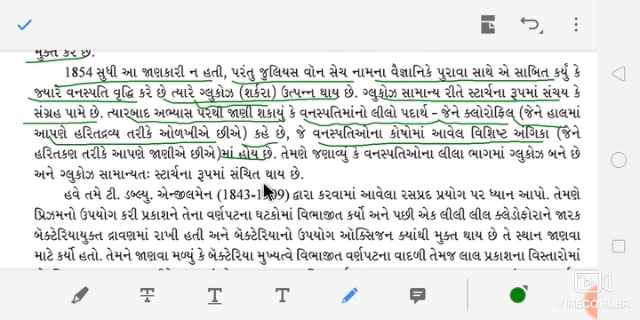 મુક્ત કરે છે.
1854 સુધી આ જાણકારી ન હતી, પરંતુ જુલિયસ વૉન સેચ નામના વૈજ્ઞાનિકે પુરાવા સાથે એ સાબિત કર્યું કે
જ્યારે વનસ્પતિ વૃદ્ધિ કરે છે ત્યારે ગ્લુકોઝ (શર્કરા) ઉત્પન્ન થાય છે. ગ્લુકોઝ સામાન્ય રીતે સ્ટાર્ચના રૂપમાં સંચય કે
સંગ્રહ પામે છે. ત્યારબાદ અભ્યાસ પરથી જાણી શકાયું કે વનસ્પતિમાંનો લીલો પદાર્થ - જેને ક્લોરોફિલ (જેને હાલમાં
આપણે હરિતદ્રવ્ય તરીકે ઓળખીએ છીએ) કહે છે, જે વનસ્પતિઓના કોષોમાં આવેલ વિશિષ્ટ અંગિકા (જેને
હરિતકણ તરીકે આપણે જાણીએ છીએ)માં હોય છે. તેમણે જણાવ્યું કે વનસ્પતિઓના લીલા ભાગમાં ગ્લુકોઝ બને છે
અને ગ્લુકોઝ સામાન્યતઃ સ્ટાર્ચના રૂપમાં સંચિત થાય છે.
હવે તમે ટી. ડબ્લ્યુ. એન્જીલમેન (1843-1909) દ્વારા કરવામાં આવેલા રસપ્રદ પ્રયોગ પર ધ્યાન આપો. તેમણે
પ્રિઝમનો ઉપયોગ કરી પ્રકાશને તેના વર્ણપટના ઘટકોમાં વિભાજીત કર્યો અને પછી એક લીલી લીલ ક્લેડોફોરાને જારક
બૅક્ટેરિયાયુક્ત દ્રાવણમાં રાખી હતી અને બૅક્ટેરિયાનો ઉપયોગ ઑક્સિજન ક્યાંથી મુક્ત થાય છે તે સ્થાન જાણવા
માટે કર્યો હતો. તેમને જાણવા મળ્યું કે બૅક્ટેરિયા મુખ્યત્વે વિભાજીત વર્ણપટના વાદળી તેમજ લાલ પ્રકાશના વિસ્તારોમાં
RECORDER